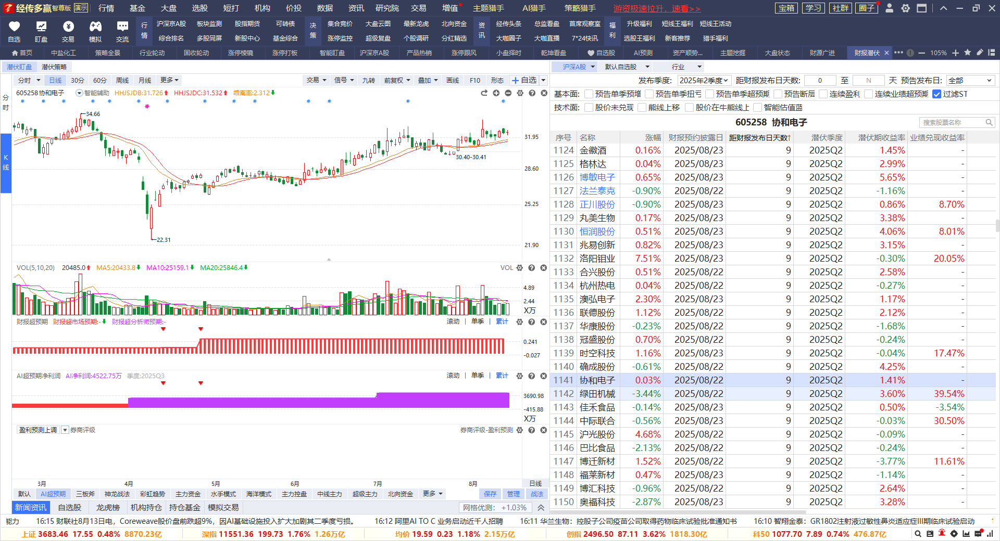 经传多赢 智尊版 演示 行情 基金 大盘 选股 短打 机构 价投 数据 资讯 研究院 交易 增值 主题猎手 AI猎手 策略猎手 游资极速拉升，速看>> 宝箱 学习 社群 圈子
自选 盯盘 交易 模拟 交流
行情 沪深京A股 板块监测 股指期货 可转债 决策 集合竞价 大盘云图 最新龙虎 北向资金 资讯 经传头条 总监看盘 首席观察室 福利 升级福利 短线王福利 短线王活动
综合排名 多股同屏 新股中心 基金综合 涨停监控 超级复盘 个股调研 分红精选 大咖圈子 大咖直播 7*24快讯 选股王福利 新客推荐 猎手福利
首页 中盐化工 策略全景 行业轮动 固收轮动 涨停棱镜 涨停打板 智能盯盘 沪深京A股 产品热销 涨停跟风 小盘择时 乾坤看盘 自选股 AI预测 资产顺势... 主题挖掘 大盘状态 财源广进 财报潜伏 105%
潜伏盯盘 潜伏策略
分时 日线 30分 60分 周线 月线 更多 交易 信号 九转 前复权 叠加 画线 F10 形态 自选
分时
K线
605258 协和电子 智能辅助 HHJSJDB:31.726 HHJSJDC:31.532 乖离率:2.312
34.66
31.95
30.40-30.41
28.60
25.25
22.31
21.90
VOL(5,10,20) 20485.0 MA5:20433.8 MA10:25159.1 MA20:25846.4 VOL
4.89
2.44
X万
财报超预期 财报超市场预期:- 财报超分析师预期:- 滚动 单季 累计
0.241
-0.027
AI超预期净利润 AI净利润:4522.75万 季度:2025Q3 滚动 单季 累计
3690.98
-415.88
X万
盈利预测上调 券商评级 券商评级-盈利预测
3月 4月 5月 6月 7月 8月 日线
默认 AI超预期 三板斧 神龙战法 彩虹趋势 主力资金 水手模式 海洋模式 主力控盘 中线主力 超级主力 北向资金 更多 保存 管理 战法
新闻资讯 自选股 龙虎榜 机构持仓 持仓基金 模拟交易 网格优测： +1.03%
沪深A股 默认自选股 行业
发布季度: 2025年2季度 距财报发布日天数: 0 至 N 天 预告发布日: 全部
基本面: 预告单季预增 预告单季扭亏 预告单季超预期 预告断层 连续盈利 连续业绩超预期 过滤ST
技术面: 股价未兑现 熊线上移 股价在牛熊线上 智能估值蓝
605258 协和电子 搜索股票名称
序号 名称 涨幅 财报预约披露日 距财报发布日天数↑ 潜伏季度 潜伏期收益率 业绩兑现收益率
1124 金徽酒 0.16% 2025/08/23 9 2025Q2 1.45% -
1125 格林达 0.04% 2025/08/23 9 2025Q2 2.99% -
1126 博敏电子 0.65% 2025/08/23 9 2025Q2 5.65% -
1127 法兰泰克 -0.90% 2025/08/23 9 2025Q2 -1.16% -
1128 正川股份 -0.90% 2025/08/23 9 2025Q2 0.86% 8.70%
1129 丸美生物 0.17% 2025/08/23 9 2025Q2 3.38% -
1130 恒润股份 0.51% 2025/08/23 9 2025Q2 4.06% 8.01%
1131 兆易创新 0.82% 2025/08/23 9 2025Q2 3.15% -
1132 洛阳钼业 7.51% 2025/08/23 9 2025Q2 -0.30% 20.05%
1133 合兴股份 0.51% 2025/08/22 9 2025Q2 2.58% -
1134 杭州热电 0.04% 2025/08/22 9 2025Q2 -0.27% -
1135 澳弘电子 2.30% 2025/08/23 9 2025Q2 1.17% -
1136 联德股份 1.12% 2025/08/22 9 2025Q2 2.12% -
1137 华康股份 -0.23% 2025/08/22 9 2025Q2 -1.68% -
1138 冠盛股份 0.70% 2025/08/22 9 2025Q2 -0.24% -
1139 时空科技 1.16% 2025/08/23 9 2025Q2 -0.04% 17.47%
1140 确成股份 -0.61% 2025/08/22 9 2025Q2 4.25% -
1141 协和电子 0.03% 2025/08/22 9 2025Q2 1.41% -
1142 绿田机械 -3.44% 2025/08/22 9 2025Q2 3.60% 39.54%
1143 佳禾食品 -0.14% 2025/08/23 9 2025Q2 0.50% -3.54%
1144 中际联合 -0.56% 2025/08/23 9 2025Q2 -0.03% 30.50%
1145 沪光股份 4.68% 2025/08/22 9 2025Q2 -0.09% -
1146 巴比食品 -2.13% 2025/08/22 9 2025Q2 -0.24% -
1147 博迁新材 1.52% 2025/08/22 9 2025Q2 -3.77% 11.61%
1148 福莱新材 0.47% 2025/08/23 9 2025Q2 -1.14% -
1149 博汇科技 -0.96% 2025/08/22 9 2025Q2 2.64% -
1150 奥福科技 -2.87% 2025/08/23 9 2025Q2 3.28% -
能力 16:15 财联社8月13日电，Coreweave股价盘前跌超9%，因AI基础设施投入扩大加剧其二季度亏损。 16:12 阿里AI TO C 业务启动近千人招聘 16:11 华兰生物：控股子公司疫苗公司取得药物临床试验批准通知书 16:10 智翔金泰：GR1802注射液过敏性鼻炎适应症III期临床试验启动
上证 3683.46 17.55 0.48% 8870.23亿 深指 11551.36 199.73 1.76% 1.26万亿 均价 19.59 0.23 1.18% 2.15万亿 创指 2496.50 87.11 3.62% 1818.30亿 科50 1077.70 7.89 0.74% 476.87亿